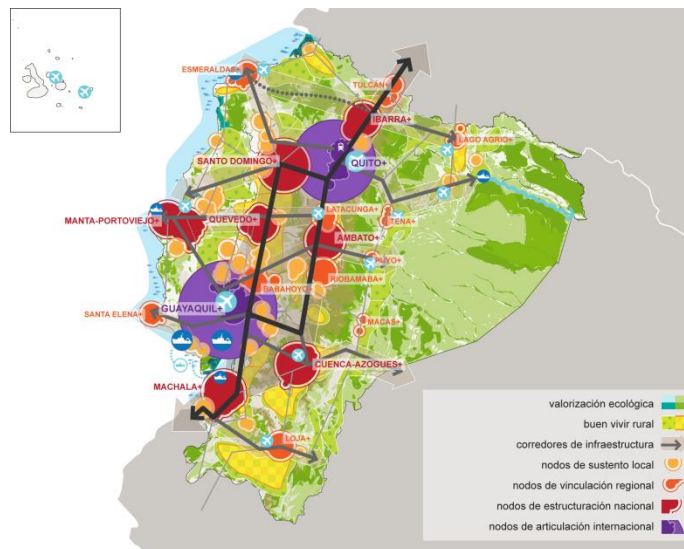 ESMERALDAS+
TULCAN+
IBARRA+
LAGO AGRIO+
SANTO DOMINGO+
QUITO+
MANTA-PORTOVIEJO+
QUEVEDO+
LATACUNGA+
TENA+
AMBATO+
PUYO+
RIOBAMBA+
BABAHOYO+
GUAYAQUIL+
SANTA ELENA+
MACAS+
CUENCA-AZOGUES+
MACHALA+
LOJA+
valorización ecológica
buen vivir rural
corredores de infraestructura
nodos de sustento local
nodos de vinculación regional
nodos de estructuración nacional
nodos de articulación internacional